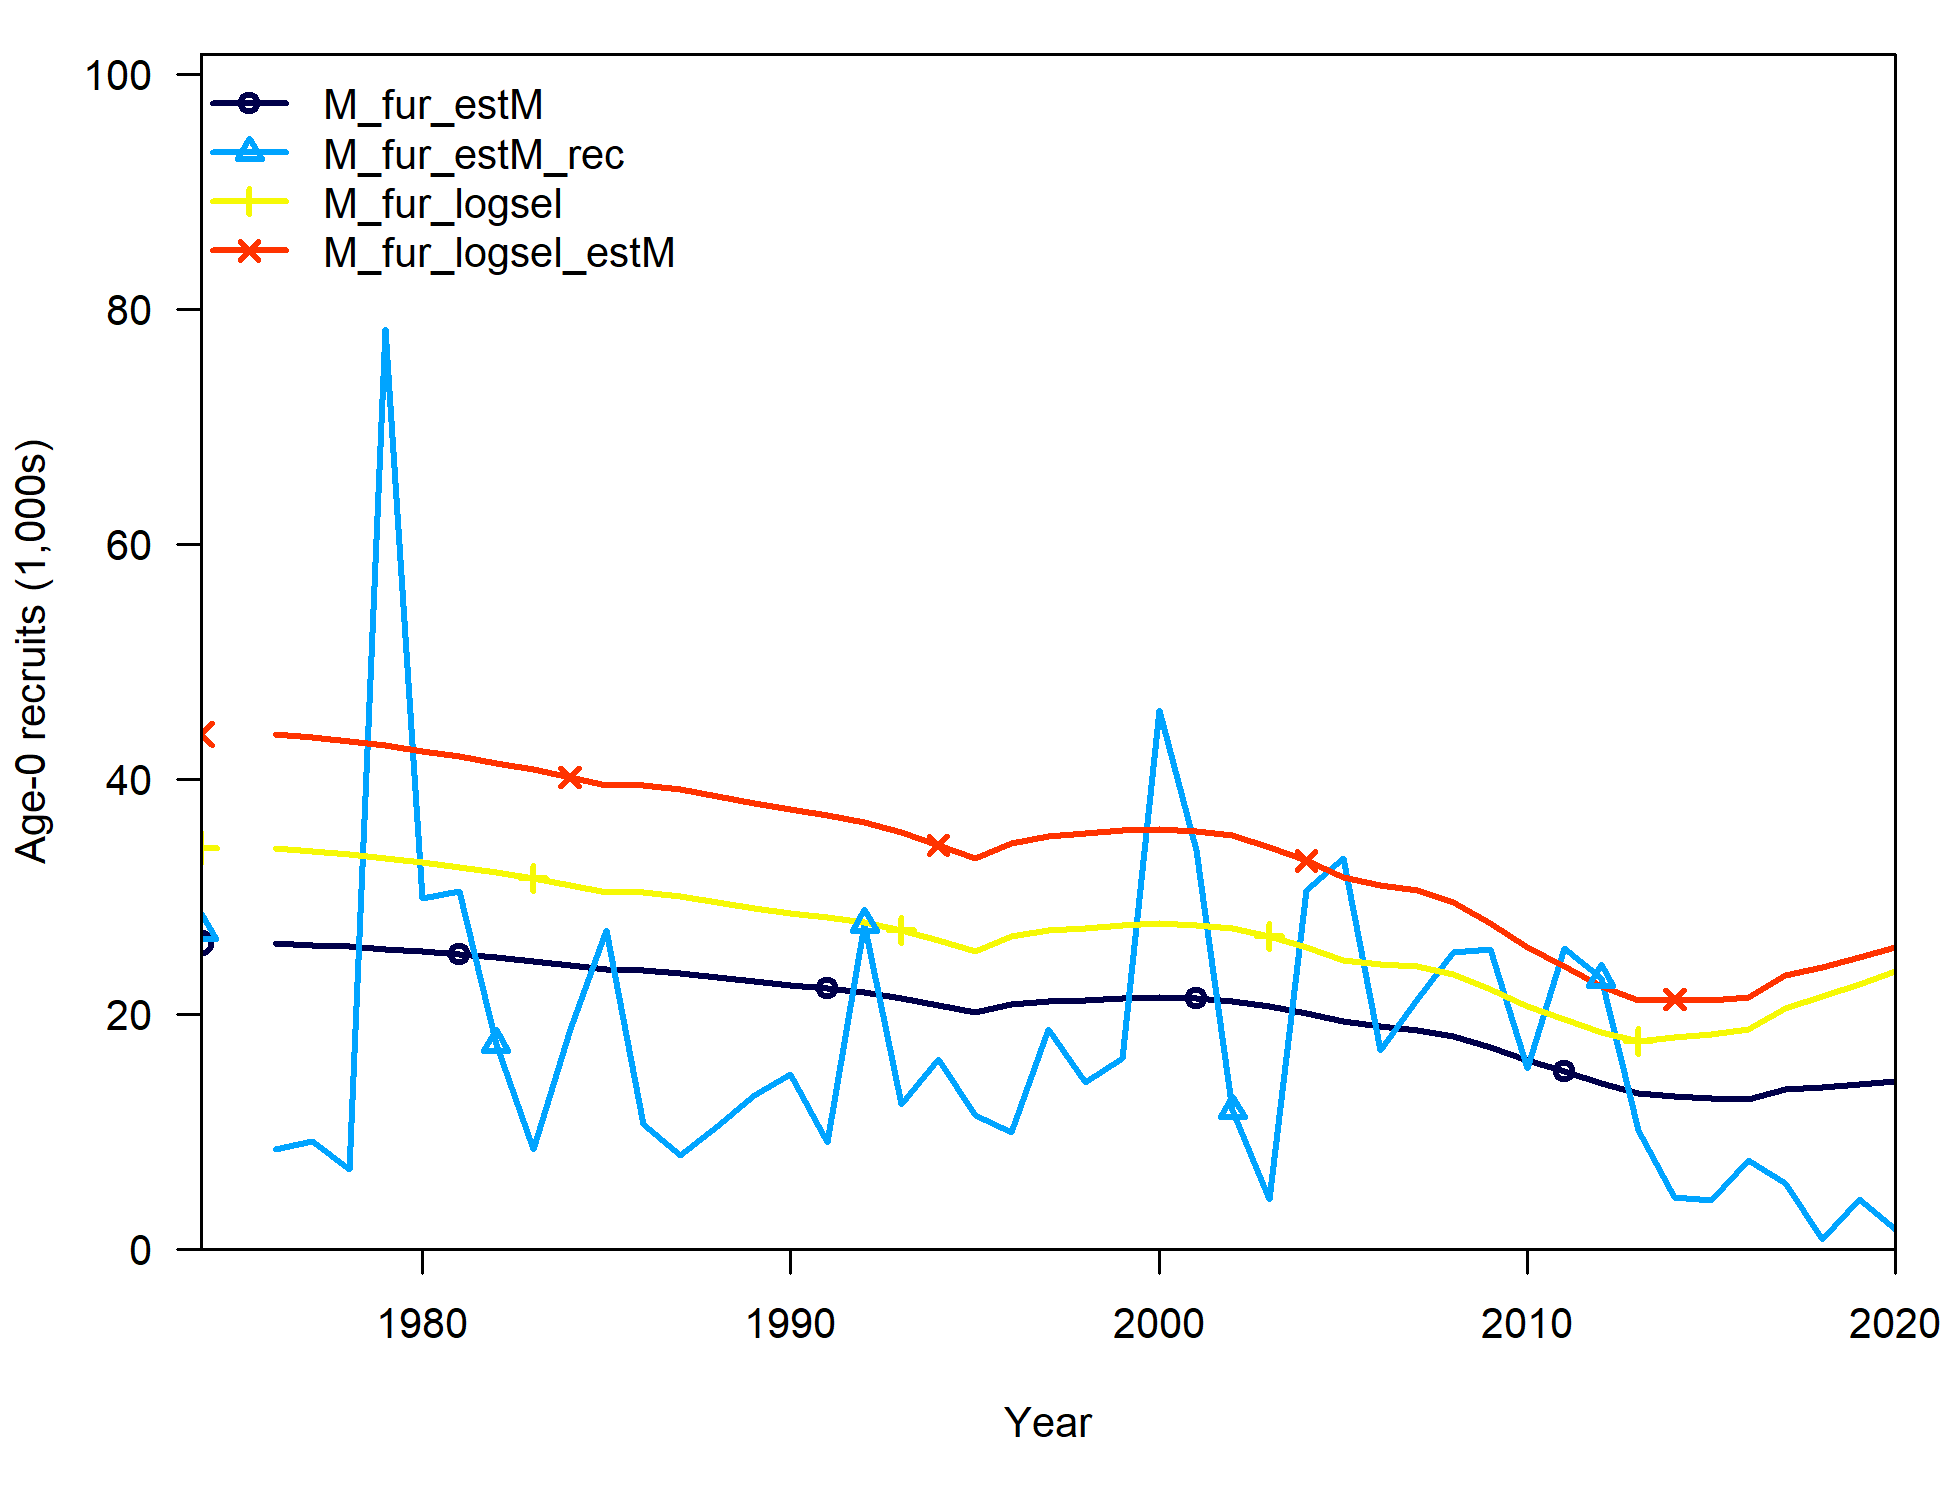 100
80
60
40
20
0
Age-0 recruits (1,000s)
M_fur_estM
M_fur_estM_rec
M_fur_logsel
M_fur_logsel_estM
1980 1990 2000 2010 2020
Year